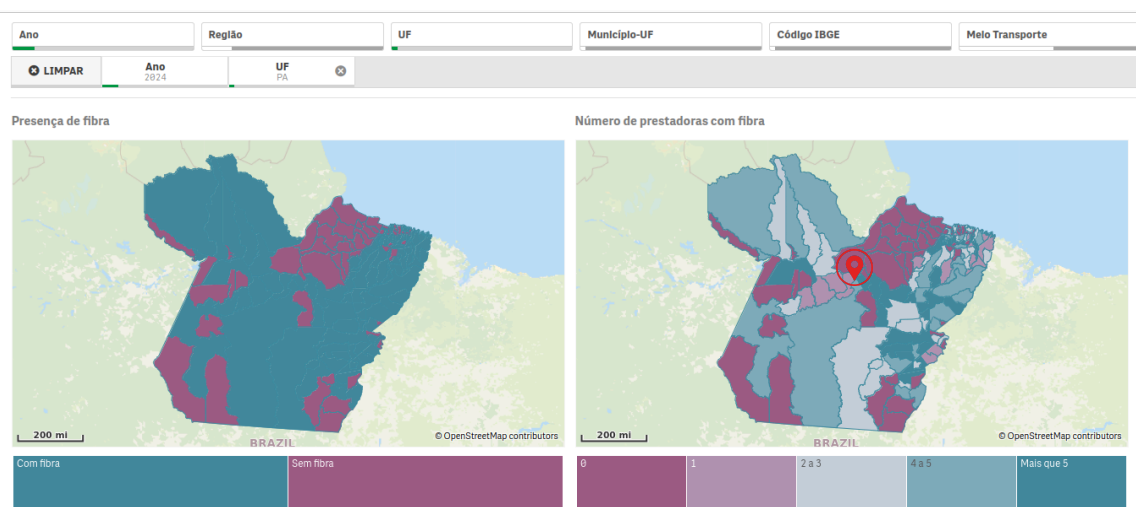 Ano Região UF Município-UF Código IBGE Meio Transporte
LIMPAR Ano UF
2024 PA
Presença de fibra Número de prestadoras com fibra
200 mi BRAZIL © OpenStreetMap contributors 200 mi BRAZIL © OpenStreetMap contributors
Com fibra Sem fibra 0 1 2 a 3 4 a 5 Mais que 5